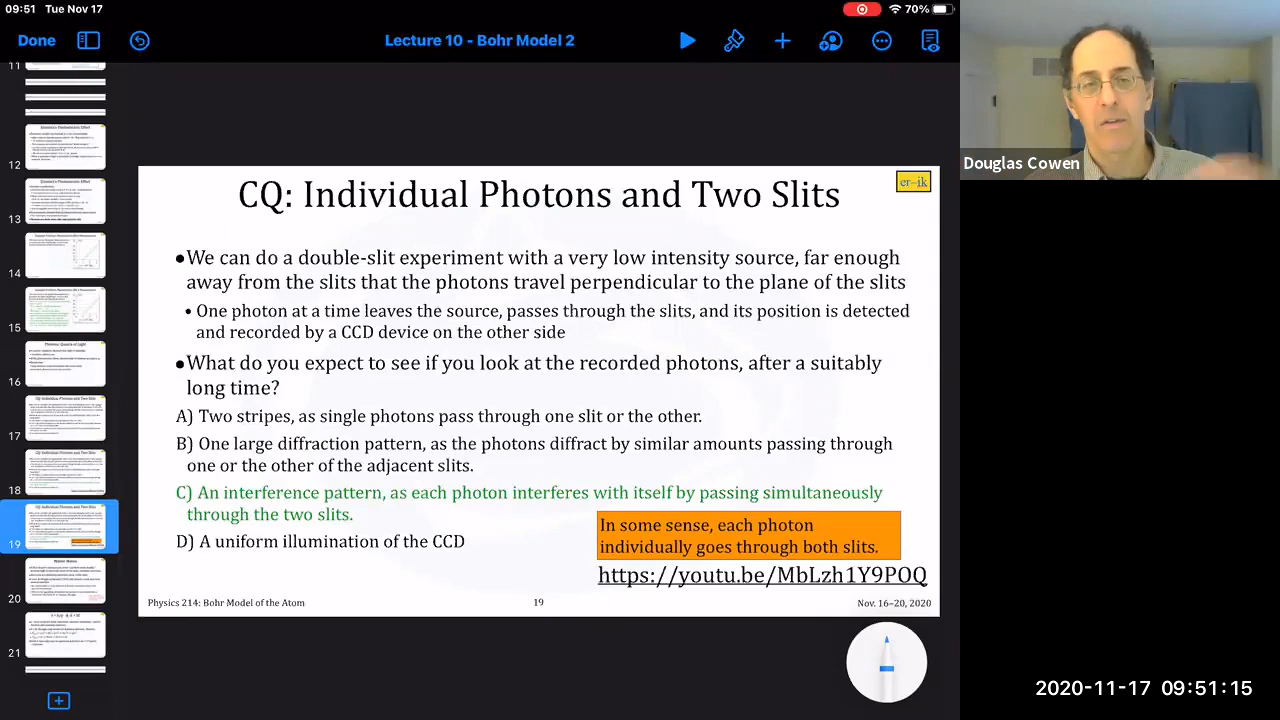 09:51 Tue Nov 17
70%
Done
Lecture 10 - Bohr Model 2
Douglas Cowen
11
12
13
14
15
16
17
18
19
20
21
CQ: Individual Photons and Two Slits
er–ik
•We can do a double-slit experiment with a very low intensity source, far enough
away from the slits that the photons travel perpendicular to the plane of the slits
• One photon at a time leaves the source, passes through the slits, and its position is detected
and recorded by a CCD device on the other side
•What do you expect to see if you look at the recorded photons, after a suitably
long time?
A) Two lines, as single photons pass through one slit or the other
B) One large diffraction pattern, as the photons diffract by similar amounts passing through
one or the other of the adjacent slits.
C) An interference pattern, as each photon interferes with itself by passing simultaneously
through the two slits
D) A uniform illumination of the CCD
In some sense, each photon
individually goes through both slits.
Physics 214: Bohr Model of the Atom
19
Nov. 16–20, 2020
2020-11-17 09:51:15